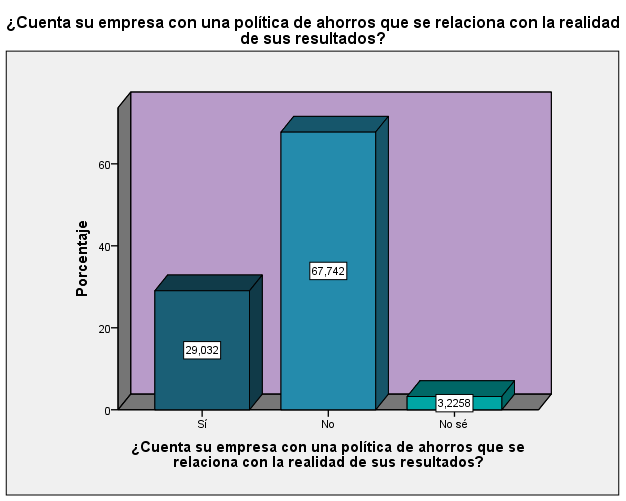 ¿Cuenta su empresa con una política de ahorros que se relaciona con la realidad
de sus resultados?
Porcentaje
60
40
20
0
29,032
67,742
3,2258
Sí
No
No sé
¿Cuenta su empresa con una política de ahorros que se
relaciona con la realidad de sus resultados?